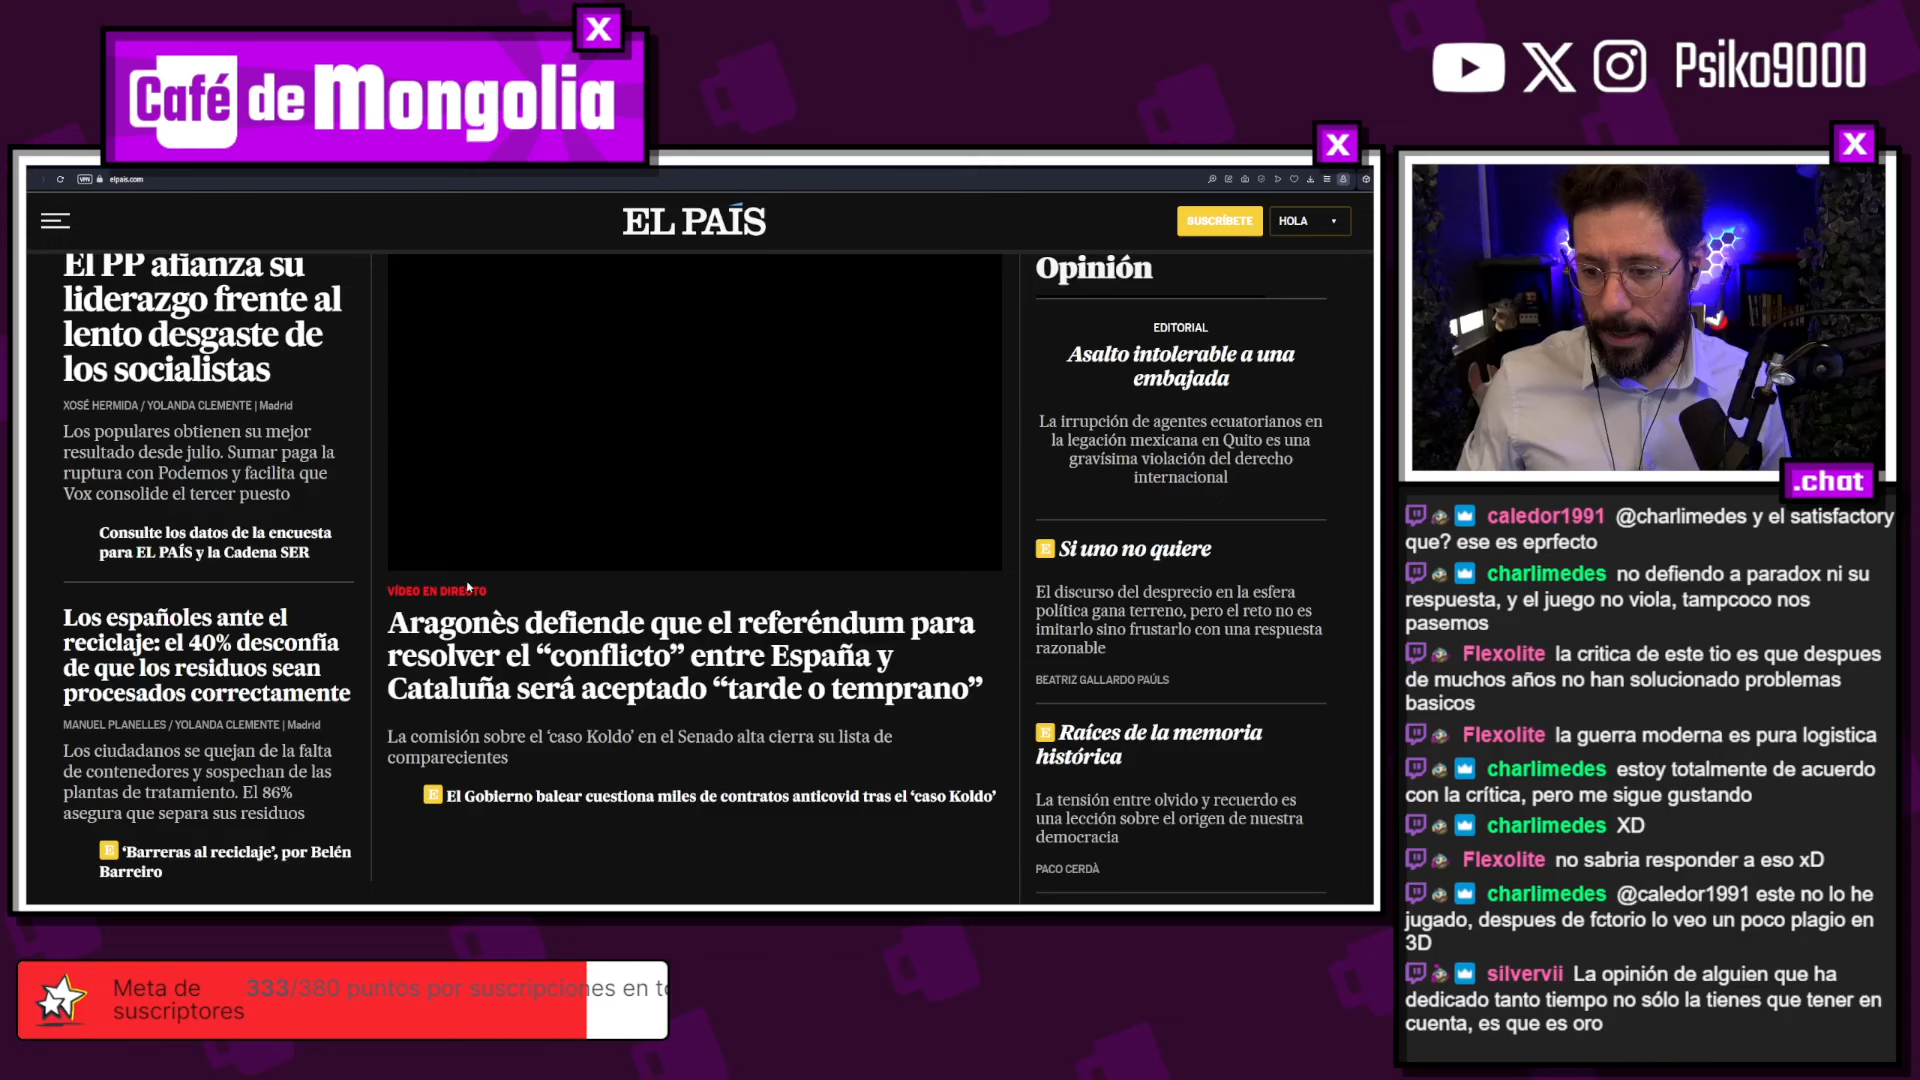 X
Café de Mongolia
Psiko9000
X
X
VPN
elpais.com
EL PAÍS
SUSCRÍBETE
HOLA
El PP afianza su
liderazgo frente al
lento desgaste de
los socialistas
XOSÉ HERMIDA / YOLANDA CLEMENTE | Madrid
Los populares obtienen su mejor
resultado desde julio. Sumar paga la
ruptura con Podemos y facilita que
Vox consolide el tercer puesto
Consulte los datos de la encuesta
para EL PAÍS y la Cadena SER
Los españoles ante el
reciclaje: el 40% desconfía
de que los residuos sean
procesados correctamente
MANUEL PLANELLES / YOLANDA CLEMENTE | Madrid
Los ciudadanos se quejan de la falta
de contenedores y sospechan de las
plantas de tratamiento. El 86%
asegura que separa sus residuos
E ‘Barreras al reciclaje’, por Belén
Barreiro
VÍDEO EN DIRECTO
Aragonès defiende que el referéndum para
resolver el “conflicto” entre España y
Cataluña será aceptado “tarde o temprano”
La comisión sobre el ‘caso Koldo’ en el Senado alta cierra su lista de
comparecientes
E El Gobierno balear cuestiona miles de contratos anticovid tras el ‘caso Koldo’
Opinión
EDITORIAL
Asalto intolerable a una
embajada
La irrupción de agentes ecuatorianos en
la legación mexicana en Quito es una
gravísima violación del derecho
internacional
E Si uno no quiere
El discurso del desprecio en la esfera
política gana terreno, pero el reto no es
imitarlo sino frustarlo con una respuesta
razonable
BEATRIZ GALLARDO PAÚLS
E Raíces de la memoria
histórica
La tensión entre olvido y recuerdo es
una lección sobre el origen de nuestra
democracia
PACO CERDÀ
.chat
caledor1991 @charlimedes y el satisfactory
que? ese es eprfecto
charlimedes no defiendo a paradox ni su
respuesta, y el juego no viola, tampcoco nos
pasemos
Flexolite la critica de este tio es que despues
de muchos años no han solucionado problemas
basicos
Flexolite la guerra moderna es pura logistica
charlimedes estoy totalmente de acuerdo
con la crítica, pero me sigue gustando
charlimedes XD
Flexolite no sabria responder a eso xD
charlimedes @caledor1991 este no lo he
jugado, despues de fctorio lo veo un poco plagio en
3D
silvervii La opinión de alguien que ha
dedicado tanto tiempo no sólo la tienes que tener en
cuenta, es que es oro
Meta de
suscriptores
333/380 puntos por suscripciones en to